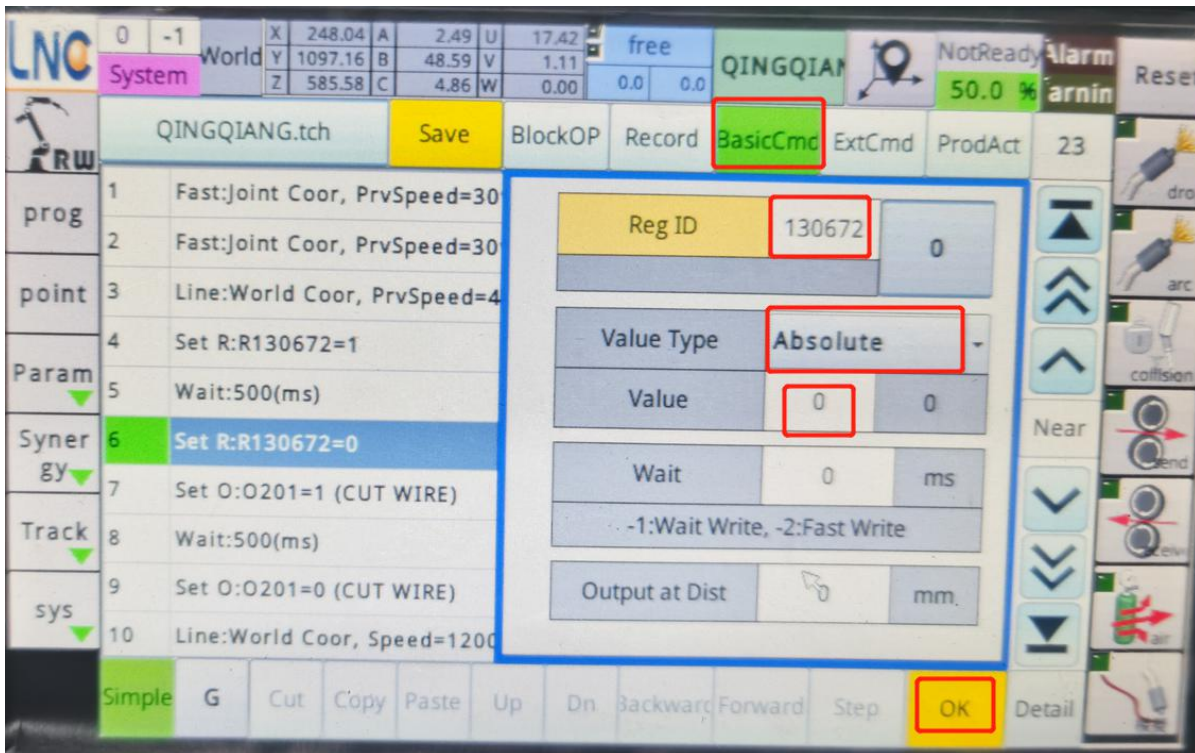 LNC 0 -1 World X 248.04 A 2.49 U 17.42 free QINGQIAN NotReady Alarm Reset
System Y 1097.16 B 48.59 V 1.11 0.0 0.0 50.0 % arnin
Z 585.58 C 4.86 W 0.00
RW QINGQIANG.tch Save BlockOP Record BasicCmd ExtCmd ProdAct 23
dro
prog
point
Param
Syner
gy
Track
sys
1 Fast:Joint Coor, PrvSpeed=30
2 Fast:Joint Coor, PrvSpeed=30
3 Line:World Coor, PrvSpeed=4
4 Set R:R130672=1
5 Wait:500(ms)
6 Set R:R130672=0
7 Set O:O201=1 (CUT WIRE)
8 Wait:500(ms)
9 Set O:O201=0 (CUT WIRE)
10 Line:World Coor, Speed=1200
Reg ID 130672 0
Value Type Absolute
Value 0 0
Wait 0 ms
-1:Wait Write, -2:Fast Write
Output at Dist 0 mm.
Near
arc
collision
send
air
Simple G Cut Copy Paste Up Dn Backward Forward Step OK Detail